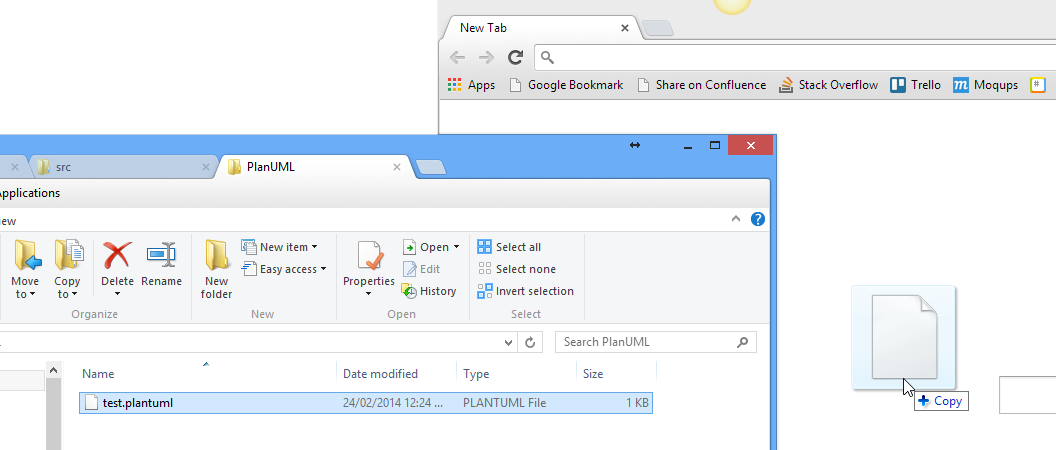 New Tab
Apps Google Bookmark Share on Confluence Stack Overflow Trello Moqups
src PlanUML
Applications
ew
Move to Copy to Delete Rename New folder New item Easy access Properties Open Edit History Select all Select none Invert selection
Organize New Open Select
Search PlanUML
Name Date modified Type Size
test.plantuml 24/02/2014 12:24 ... PLANTUML File 1 KB
Copy